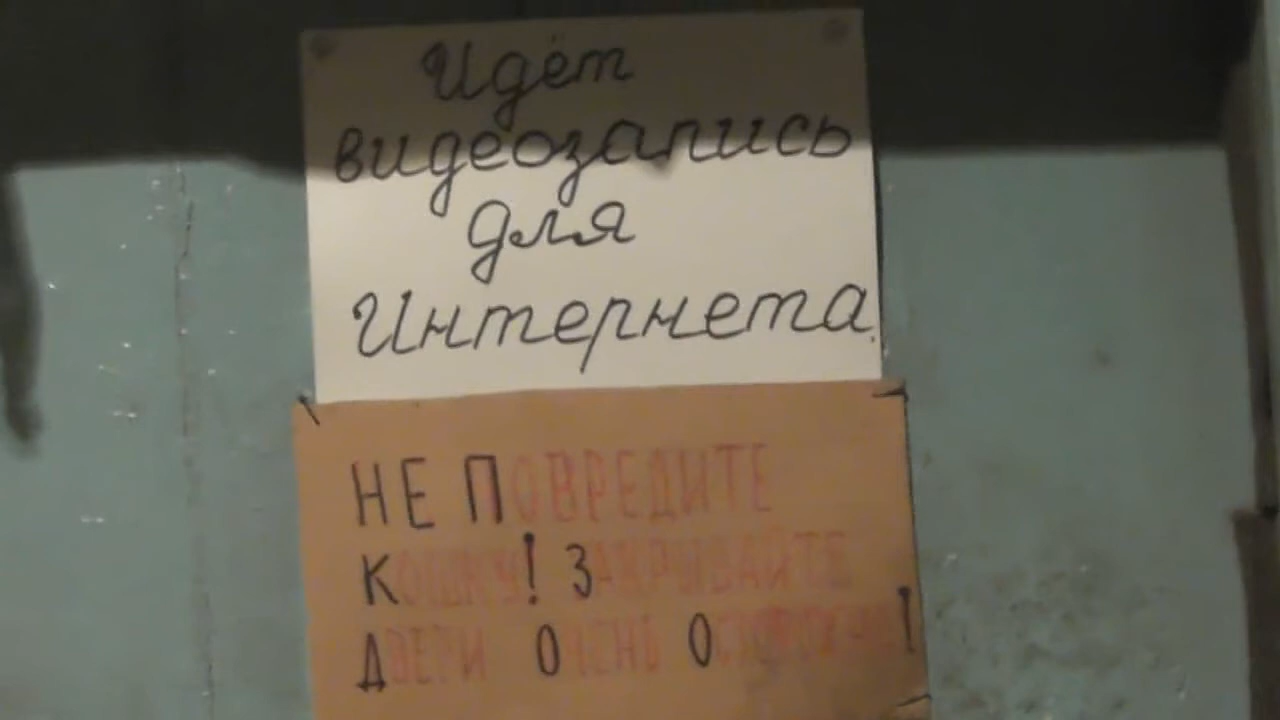 Идёт
видеозапись
для
Интернета.
НЕ ПОВРЕДИТЕ
КОШКУ! ЗАКРЫВАЙТЕ
ДВЕРИ ОЧЕНЬ ОСТОРОЖНО!